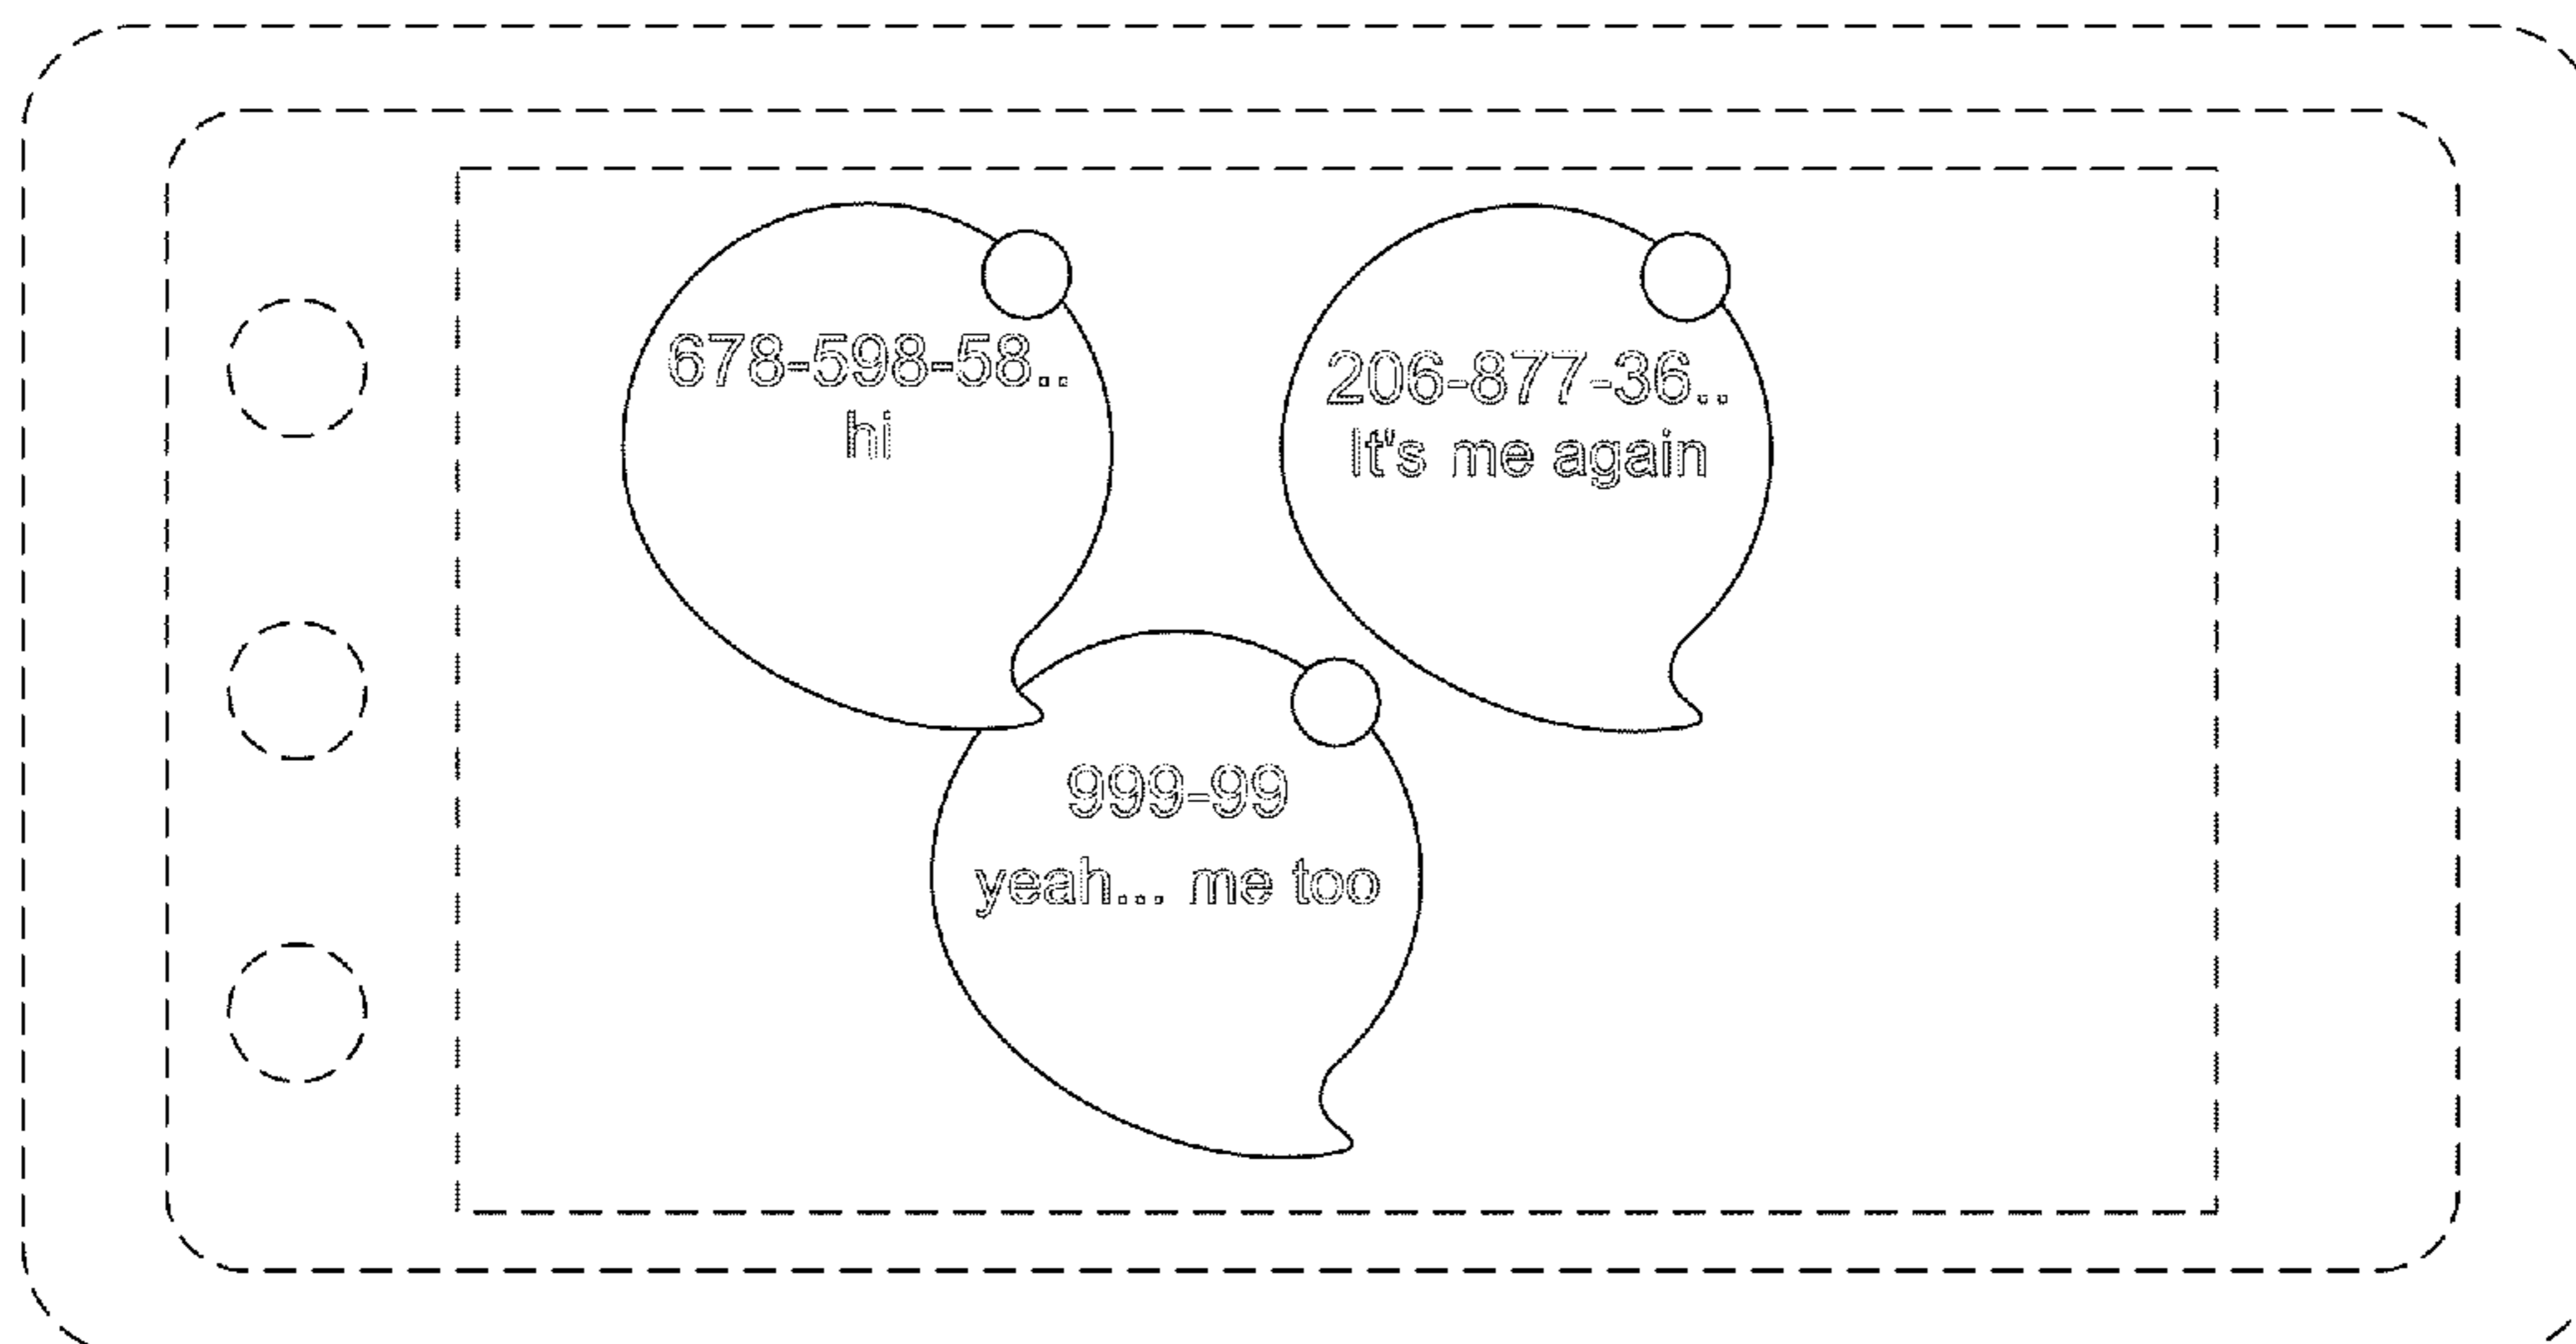 678-598-58..
hi
206-877-36..
It"s me again
999-99
yeah... me too